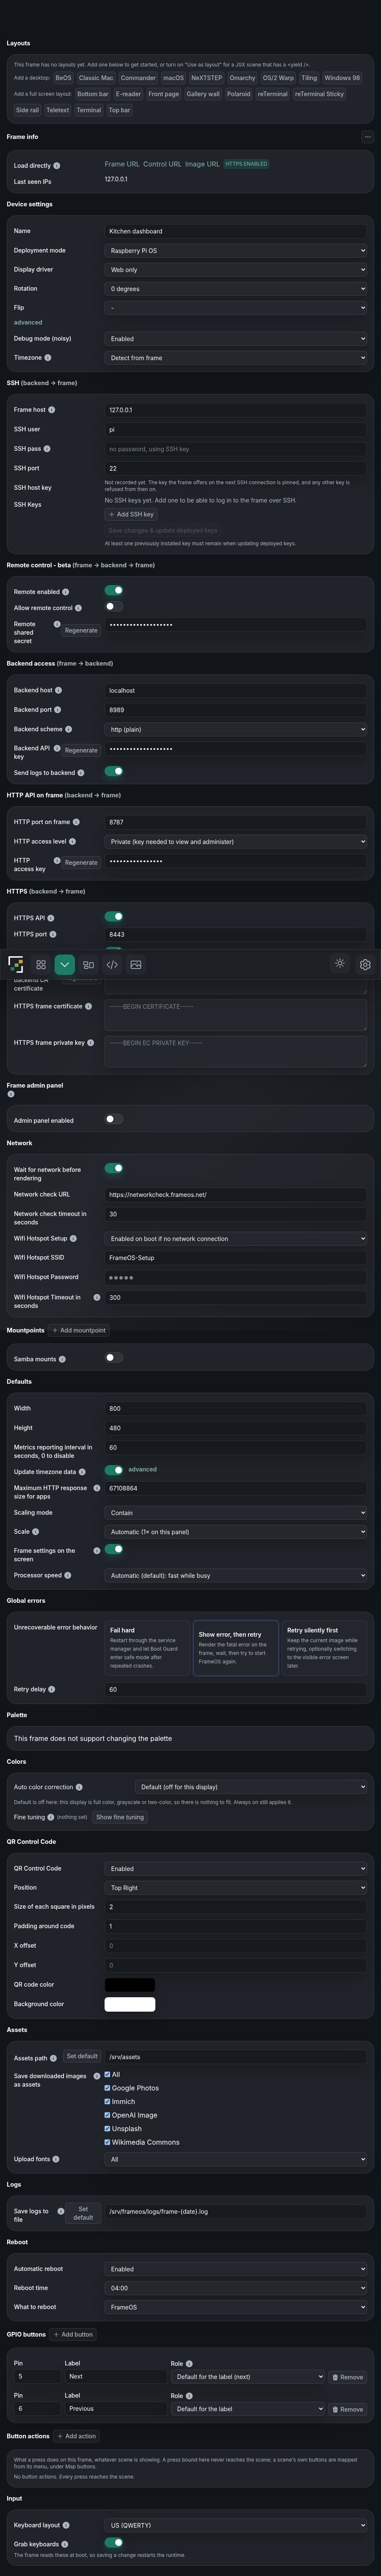 Layouts
This frame has no layouts yet. Add one below to get started, or turn on "Use as layout" for a JSX scene that has a <yield />.
Add a desktop: BeOS Classic Mac Commander macOS NeXTSTEP Omarchy OS/2 Warp Tiling Windows 98
Add a full screen layout: Bottom bar E-reader Front page Gallery wall Polaroid reTerminal reTerminal Sticky
Side rail Teletext Terminal Top bar
Frame info
Load directly Frame URL Control URL Image URL HTTPS ENABLED
Last seen IPs 127.0.0.1
Device settings
Name Kitchen dashboard
Deployment mode Raspberry Pi OS
Display driver Web only
Rotation 0 degrees
Flip -
advanced
Debug mode (noisy) Enabled
Timezone Detect from frame
SSH (backend → frame)
Frame host 127.0.0.1
SSH user pi
SSH pass no password, using SSH key
SSH port 22
SSH host key Not recorded yet. The key the frame offers on the next SSH connection is pinned, and any other key is
refused from then on.
SSH Keys No SSH keys yet. Add one to be able to log in to the frame over SSH.
+ Add SSH key
Save changes & update deployed keys
At least one previously installed key must remain when updating deployed keys.
Remote control - beta (frame → backend → frame)
Remote enabled
Allow remote control
Remote shared secret Regenerate
Backend access (frame → backend)
Backend host localhost
Backend port 8989
Backend scheme http (plain)
Backend API key Regenerate
Send logs to backend
HTTP API on frame (backend → frame)
HTTP port on frame 8787
HTTP access level Private (key needed to view and administer)
HTTP access key Regenerate
HTTPS (backend → frame)
HTTPS API
HTTPS port 8443
backend CA
certificate
HTTPS frame certificate -----BEGIN CERTIFICATE-----
HTTPS frame private key -----BEGIN EC PRIVATE KEY-----
Frame admin panel
Admin panel enabled
Network
Wait for network before
rendering
Network check URL https://networkcheck.frameos.net/
Network check timeout in
seconds 30
Wifi Hotspot Setup Enabled on boot if no network connection
Wifi Hotspot SSID FrameOS-Setup
Wifi Hotspot Password
Wifi Hotspot Timeout in
seconds 300
Mountpoints + Add mountpoint
Samba mounts
Defaults
Width 800
Height 480
Metrics reporting interval in
seconds, 0 to disable 60
Update timezone data advanced
Maximum HTTP response
size for apps 67108864
Scaling mode Contain
Scale Automatic (1× on this panel)
Frame settings on the
screen
Processor speed Automatic (default): fast while busy
Global errors
Unrecoverable error behavior
Fail hard
Restart through the service
manager and let Boot Guard
enter safe mode after
repeated crashes.
Show error, then retry
Render the fatal error on the
frame, wait, then try to start
FrameOS again.
Retry silently first
Keep the current image while
retrying, optionally switching
to the visible error screen
later.
Retry delay 60
Palette
This frame does not support changing the palette
Colors
Auto color correction Default (off for this display)
Default is off here: this display is full color, grayscale or two-color, so there is nothing to fit. Always on still applies it.
Fine tuning (nothing set) Show fine tuning
QR Control Code
QR Control Code Enabled
Position Top Right
Size of each square in pixels 2
Padding around code 1
X offset 0
Y offset 0
QR code color
Background color
Assets
Assets path Set default /srv/assets
Save downloaded images
as assets
All
Google Photos
Immich
OpenAI Image
Unsplash
Wikimedia Commons
Upload fonts All
Logs
Save logs to
file Set default /srv/frameos/logs/frame-{date}.log
Reboot
Automatic reboot Enabled
Reboot time 04:00
What to reboot FrameOS
GPIO buttons + Add button
Pin Label Role
5 Next Default for the label (next) Remove
Pin Label Role
6 Previous Default for the label Remove
Button actions + Add action
What a press does on this frame, whatever scene is showing. A press bound here never reaches the scene; a scene's own buttons are mapped
from its menu, under Map buttons.
No button actions. Every press reaches the scene.
Input
Keyboard layout US (QWERTY)
Grab keyboards
The frame reads these at boot, so saving a change restarts the runtime.